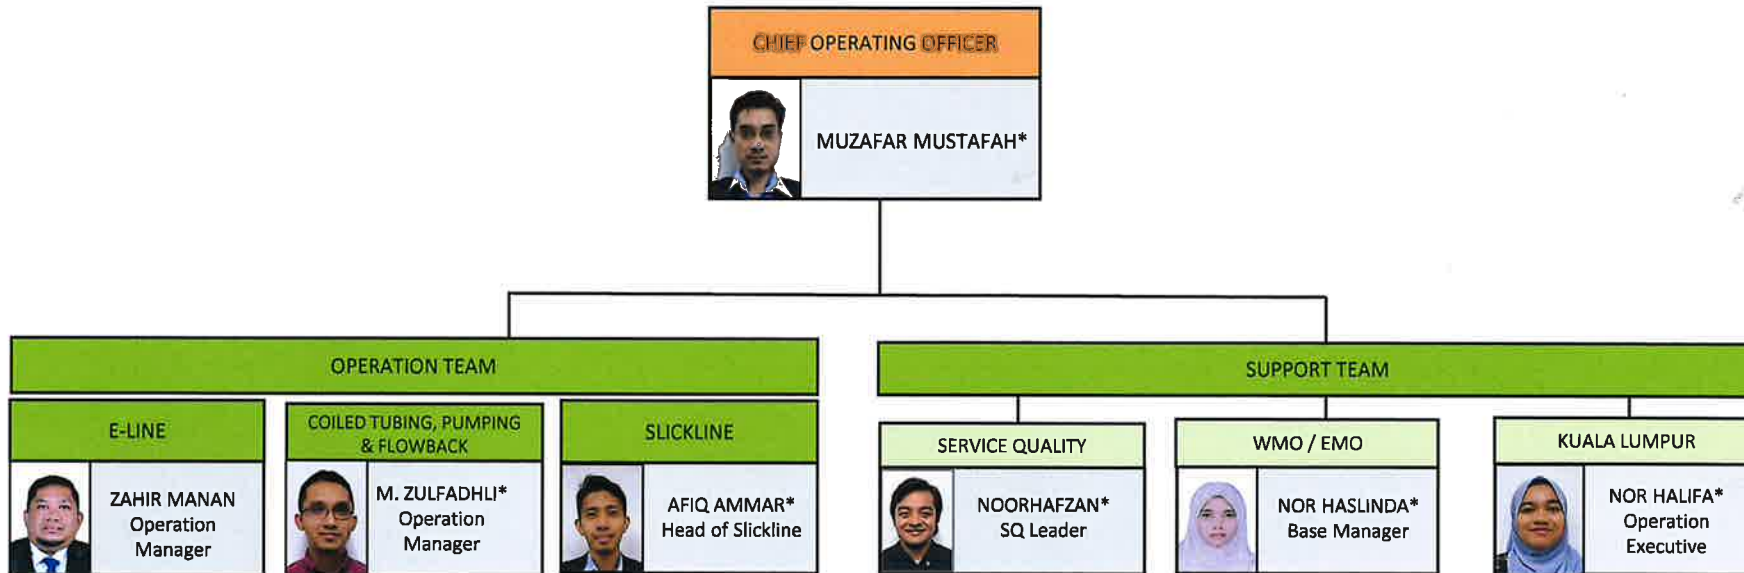 CHIEF OPERATING OFFICER
MUZAFAR MUSTAFAH*
OPERATION TEAM
SUPPORT TEAM
E-LINE
COILED TUBING, PUMPING
& FLOWBACK
SLICKLINE
SERVICE QUALITY
WMO / EMO
KUALA LUMPUR
ZAHIR MANAN
Operation
Manager
M. ZULFADHLI*
Operation
Manager
AFIQ AMMAR*
Head of Slickline
NOORHAFZAN*
SQ Leader
NOR HASLINDA*
Base Manager
NOR HALIFA*
Operation
Executive